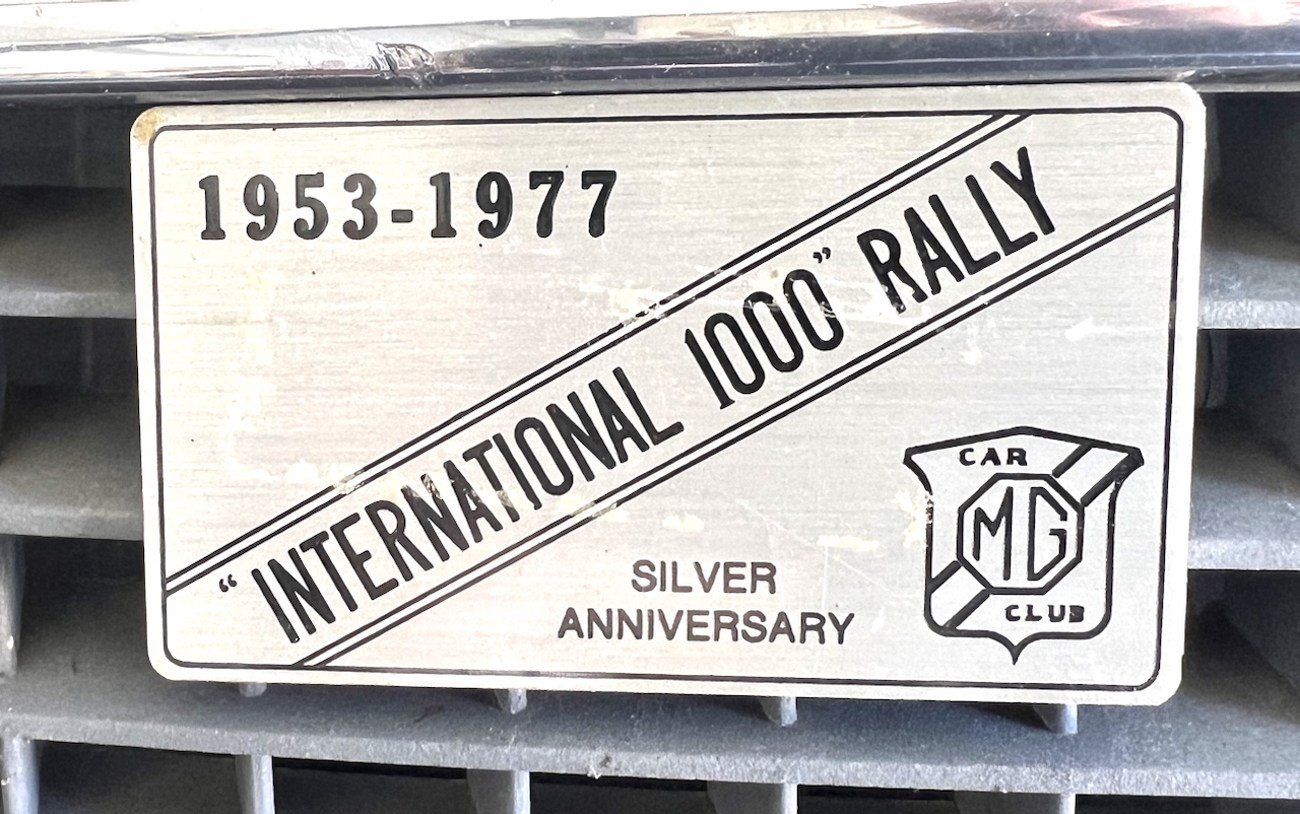 1953-1977
“INTERNATIONAL 1000” RALLY
SILVER
ANNIVERSARY
CAR
MG
CLUB